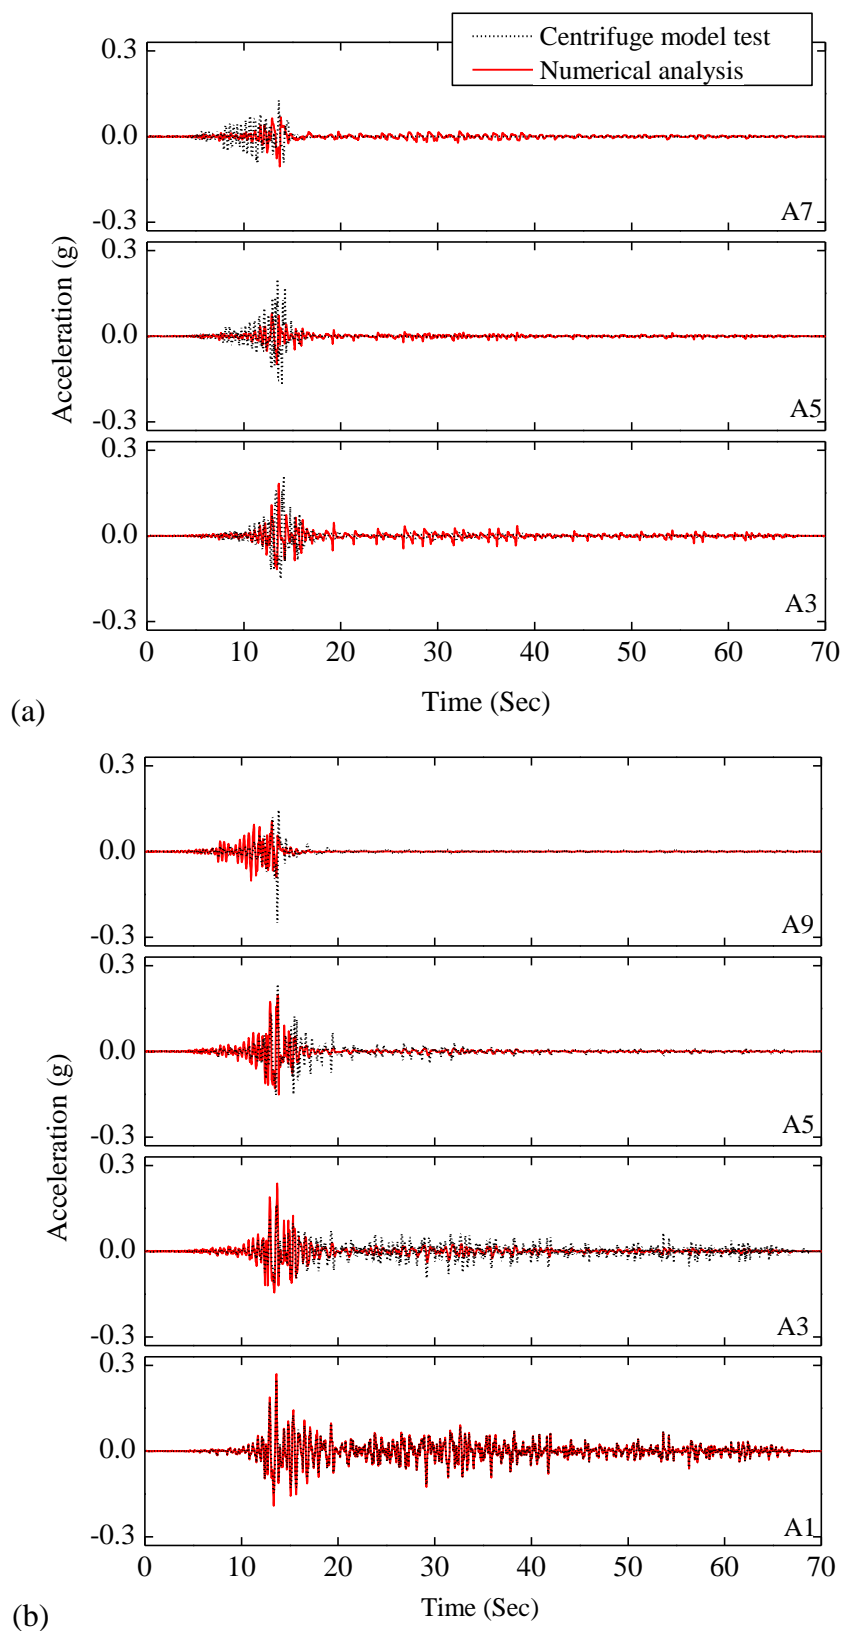 Centrifuge model test
Numerical analysis
0.3
0.0
-0.3
A7
0.3
0.0
-0.3
A5
0.3
0.0
-0.3
A3
Acceleration (g)
0 10 20 30 40 50 60 70
Time (Sec)
(a)
0.3
0.0
-0.3
A9
0.3
0.0
-0.3
A5
0.3
0.0
-0.3
A3
0.3
0.0
-0.3
A1
Acceleration (g)
0 10 20 30 40 50 60 70
Time (Sec)
(b)